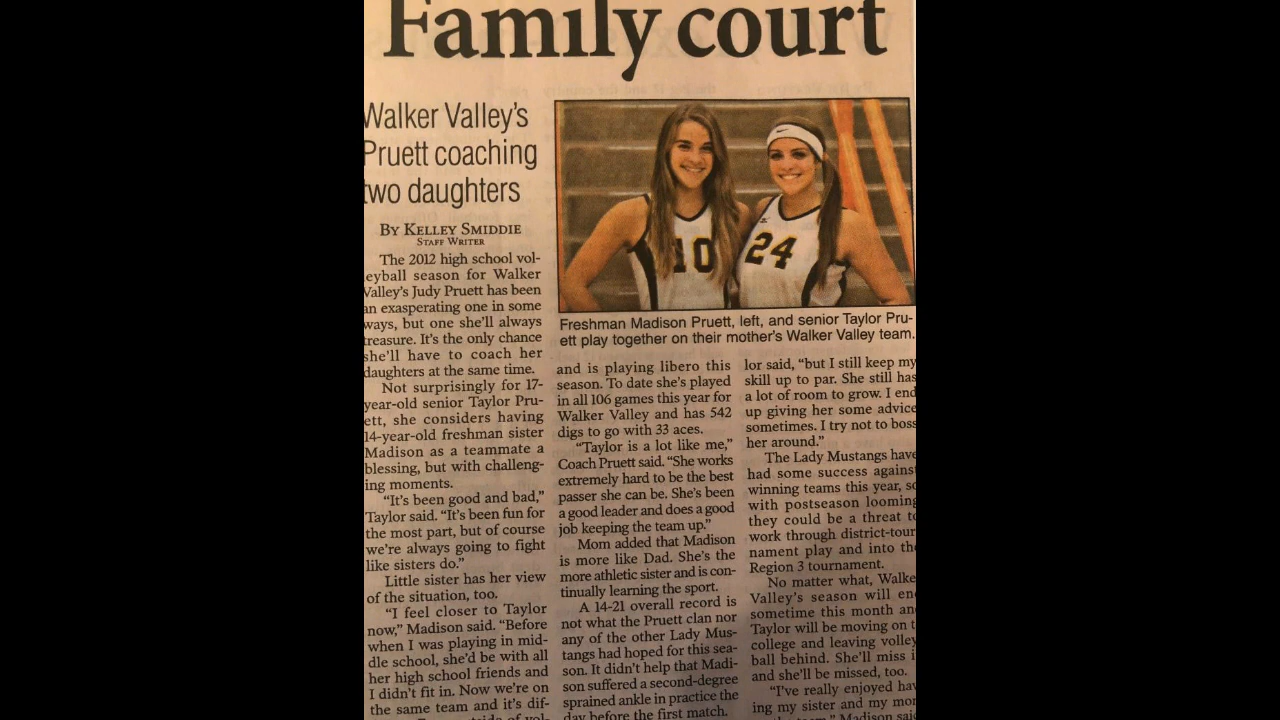 Family court
Walker Valley's
Pruett coaching
two daughters
BY KELLEY SMIDDIE
STAFF WRITER
The 2012 high school vol-
leyball season for Walker
Valley's Judy Pruett has been
an exasperating one in some
ways, but one she'll always
treasure. It's the only chance
she'll have to coach her
daughters at the same time.
Not surprisingly for 17-
year-old senior Taylor Pru-
ett, she considers having
14-year-old freshman sister
Madison as a teammate a
blessing, but with challeng-
ing moments.
"It's been good and bad,"
Taylor said. "It's been fun for
the most part, but of course
we're always going to fight
like sisters do."
Little sister has her view
of the situation, too.
"I feel closer to Taylor
now," Madison said. "Before
when I was playing in mid-
dle school, she'd be with all
her high school friends and
I didn't fit in. Now we're on
the same team and it's dif-
10
24
Freshman Madison Pruett, left, and senior Taylor Pru-
ett play together on their mother's Walker Valley team.
and is playing libero this
season. To date she's played
in all 106 games this year for
Walker Valley and has 542
digs to go with 33 aces.
"Taylor is a lot like me,"
Coach Pruett said. "She works
extremely hard to be the best
passer she can be. She's been
a good leader and does a good
job keeping the team up."
Mom added that Madison
is more like Dad. She's the
more athletic sister and is con-
tinually learning the sport.
A 14-21 overall record is
not what the Pruett clan nor
any of the other Lady Mus-
tangs had hoped for this sea-
son. It didn't help that Madi-
son suffered a second-degree
sprained ankle in practice the
day before the first match.
lor said, "but I still keep my
skill up to par. She still has
a lot of room to grow. I end
up giving her some advice
sometimes. I try not to boss
her around."
The Lady Mustangs have
had some success against
winning teams this year, so
with postseason looming
they could be a threat to
work through district-tour
nament play and into the
Region 3 tournament.
No matter what, Walke
Valley's season will en
sometime this month an
Taylor will be moving on t
college and leaving volley
ball behind. She'll miss i
and she'll be missed, too.
"I've really enjoyed hav
ing my sister and my mom
team," Madison said